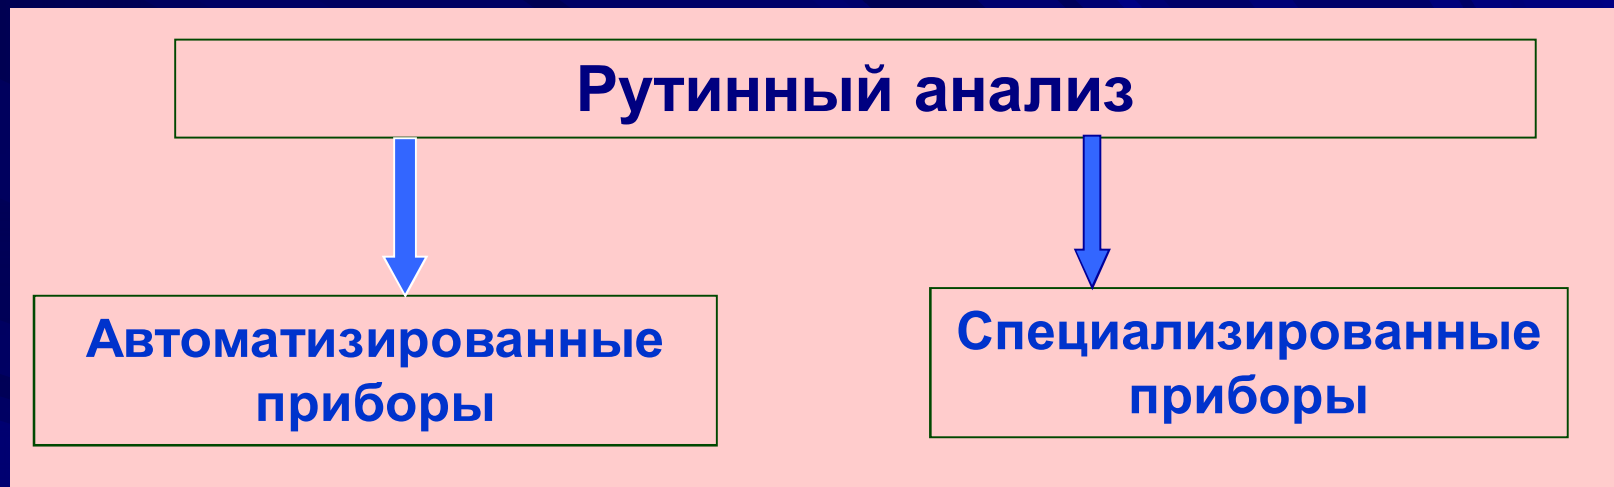 Рутинный анализ
Автоматизированные
приборы
Специализированные
приборы